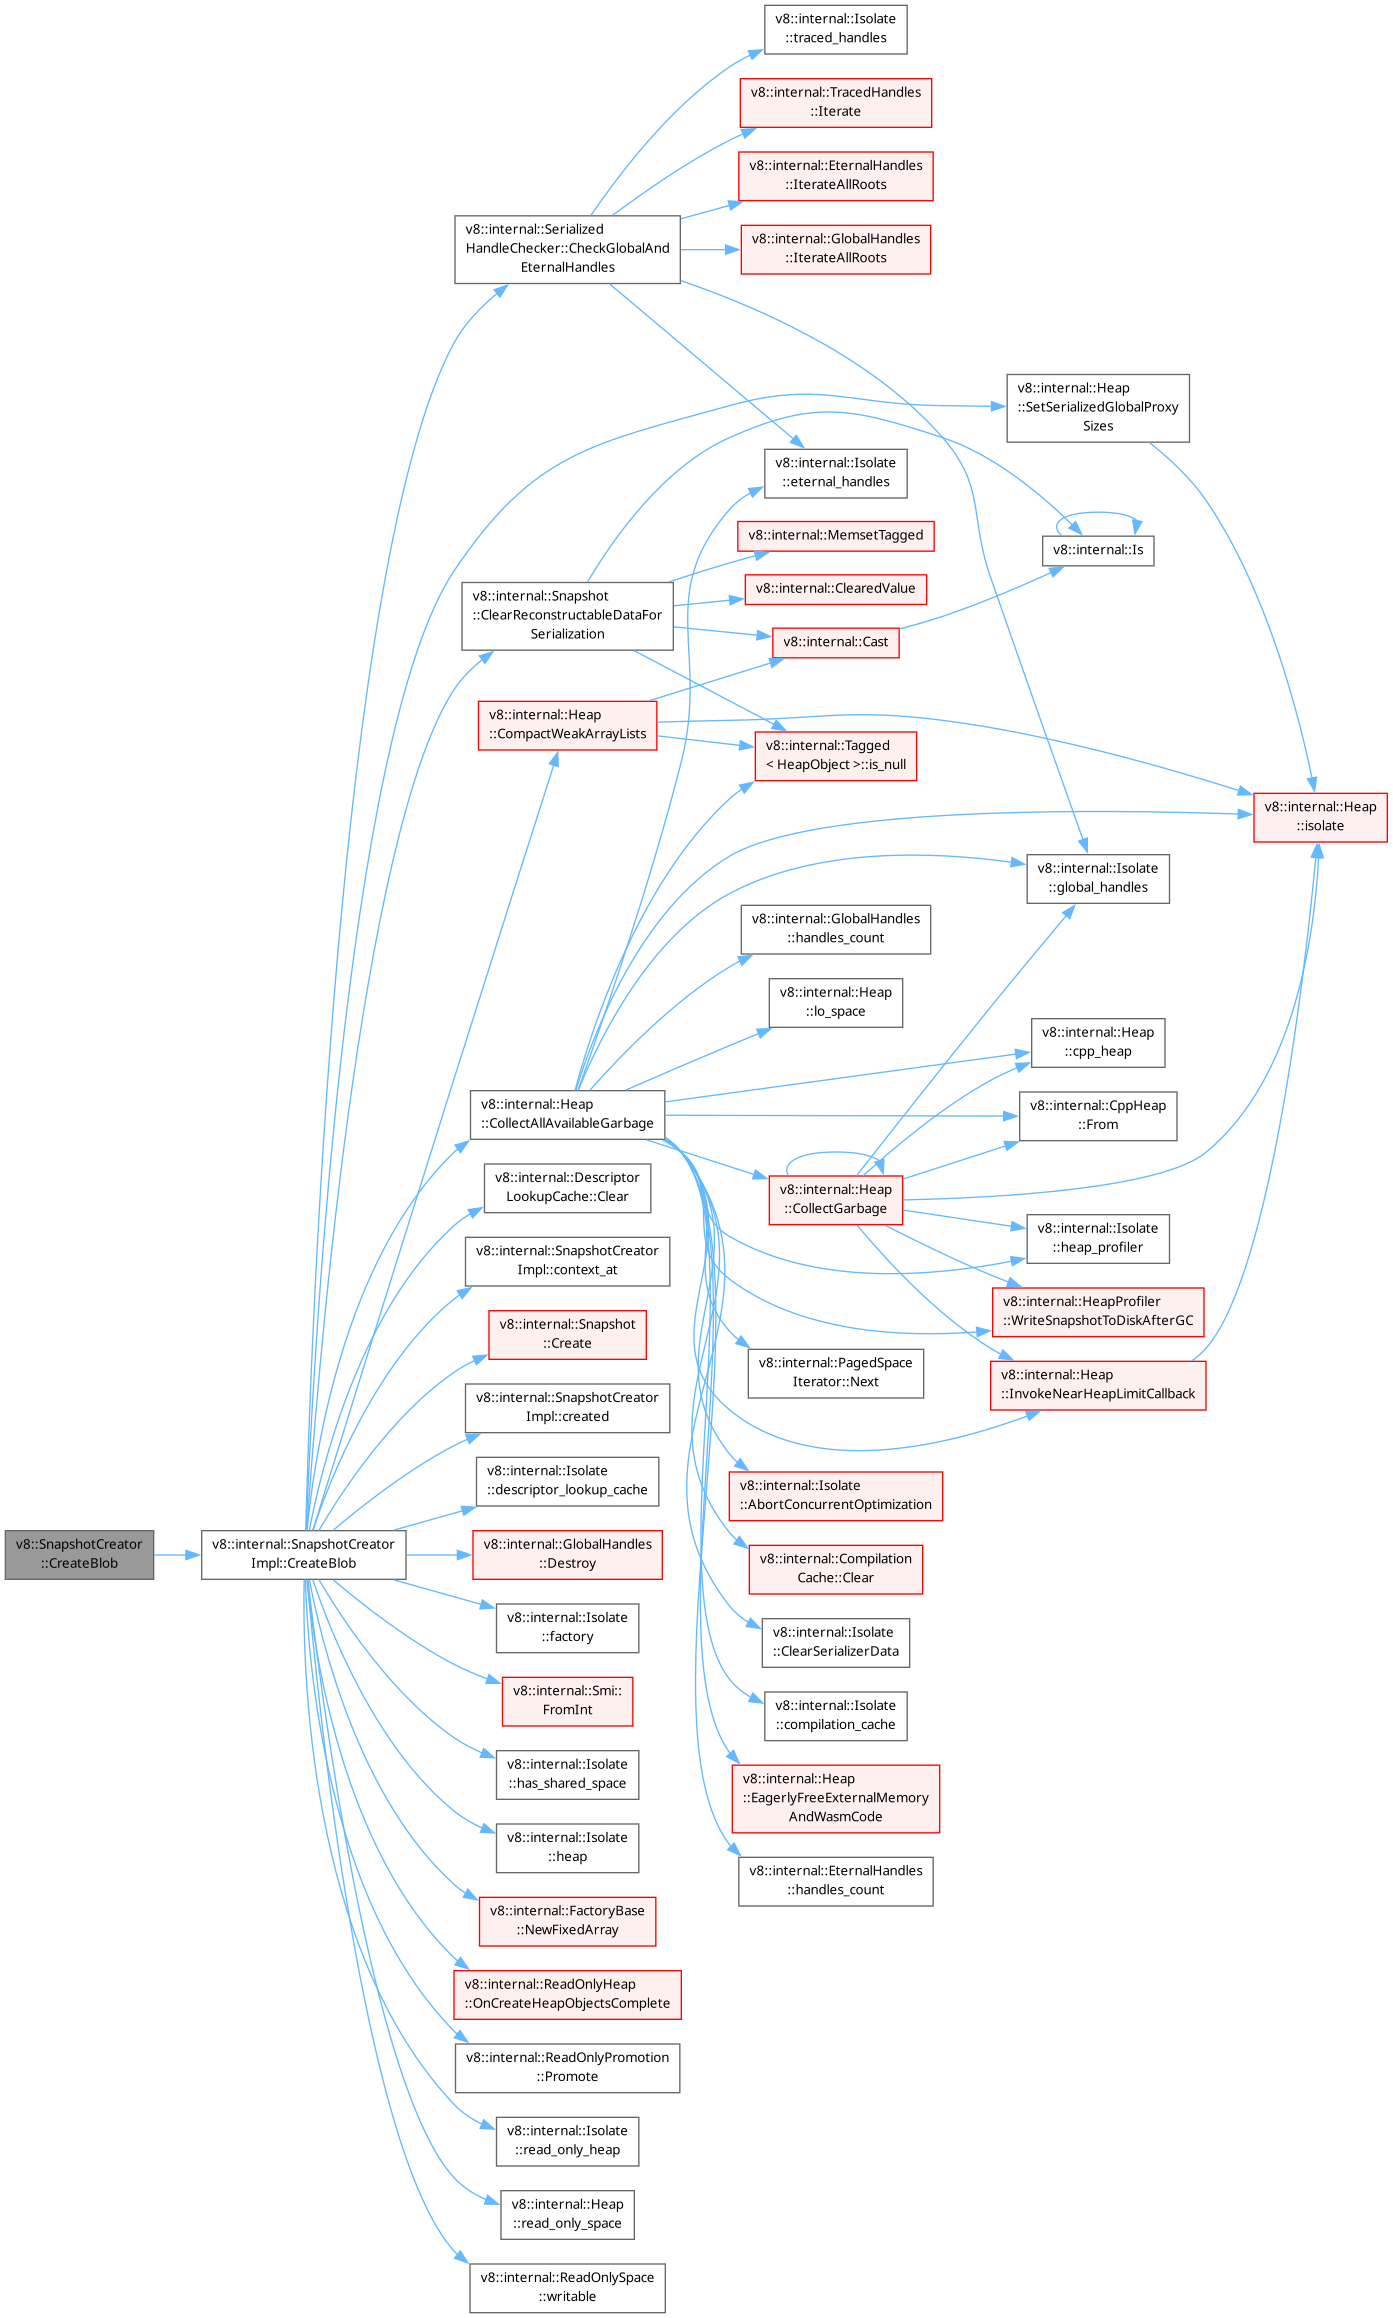 v8::internal::Isolate
::traced_handles
v8::internal::TracedHandles
::Iterate
v8::internal::EternalHandles
::IterateAllRoots
v8::internal::Serialized
HandleChecker::CheckGlobalAnd
EternalHandles
v8::internal::GlobalHandles
::IterateAllRoots
v8::internal::Heap
::SetSerializedGlobalProxy
Sizes
v8::internal::Isolate
::eternal_handles
v8::internal::MemsetTagged
v8::internal::Is
v8::internal::Snapshot
::ClearReconstructableDataFor
Serialization
v8::internal::ClearedValue
v8::internal::Cast
v8::internal::Heap
::CompactWeakArrayLists
v8::internal::Tagged
< HeapObject >::is_null
v8::internal::Heap
::isolate
v8::internal::Isolate
::global_handles
v8::internal::GlobalHandles
::handles_count
v8::internal::Heap
::lo_space
v8::internal::Heap
::cpp_heap
v8::internal::Heap
::CollectAllAvailableGarbage
v8::internal::CppHeap
::From
v8::internal::Descriptor
LookupCache::Clear
v8::internal::Heap
::CollectGarbage
v8::internal::Isolate
::heap_profiler
v8::internal::SnapshotCreator
Impl::context_at
v8::internal::HeapProfiler
::WriteSnapshotToDiskAfterGC
v8::internal::Snapshot
::Create
v8::internal::PagedSpace
Iterator::Next
v8::internal::Heap
::InvokeNearHeapLimitCallback
v8::internal::SnapshotCreator
Impl::created
v8::internal::Isolate
::descriptor_lookup_cache
v8::internal::Isolate
::AbortConcurrentOptimization
v8::SnapshotCreator
::CreateBlob
v8::internal::SnapshotCreator
Impl::CreateBlob
v8::internal::GlobalHandles
::Destroy
v8::internal::Compilation
Cache::Clear
v8::internal::Isolate
::factory
v8::internal::Isolate
::ClearSerializerData
v8::internal::Smi::
FromInt
v8::internal::Isolate
::compilation_cache
v8::internal::Isolate
::has_shared_space
v8::internal::Heap
::EagerlyFreeExternalMemory
AndWasmCode
v8::internal::Isolate
::heap
v8::internal::EternalHandles
::handles_count
v8::internal::FactoryBase
::NewFixedArray
v8::internal::ReadOnlyHeap
::OnCreateHeapObjectsComplete
v8::internal::ReadOnlyPromotion
::Promote
v8::internal::Isolate
::read_only_heap
v8::internal::Heap
::read_only_space
v8::internal::ReadOnlySpace
::writable